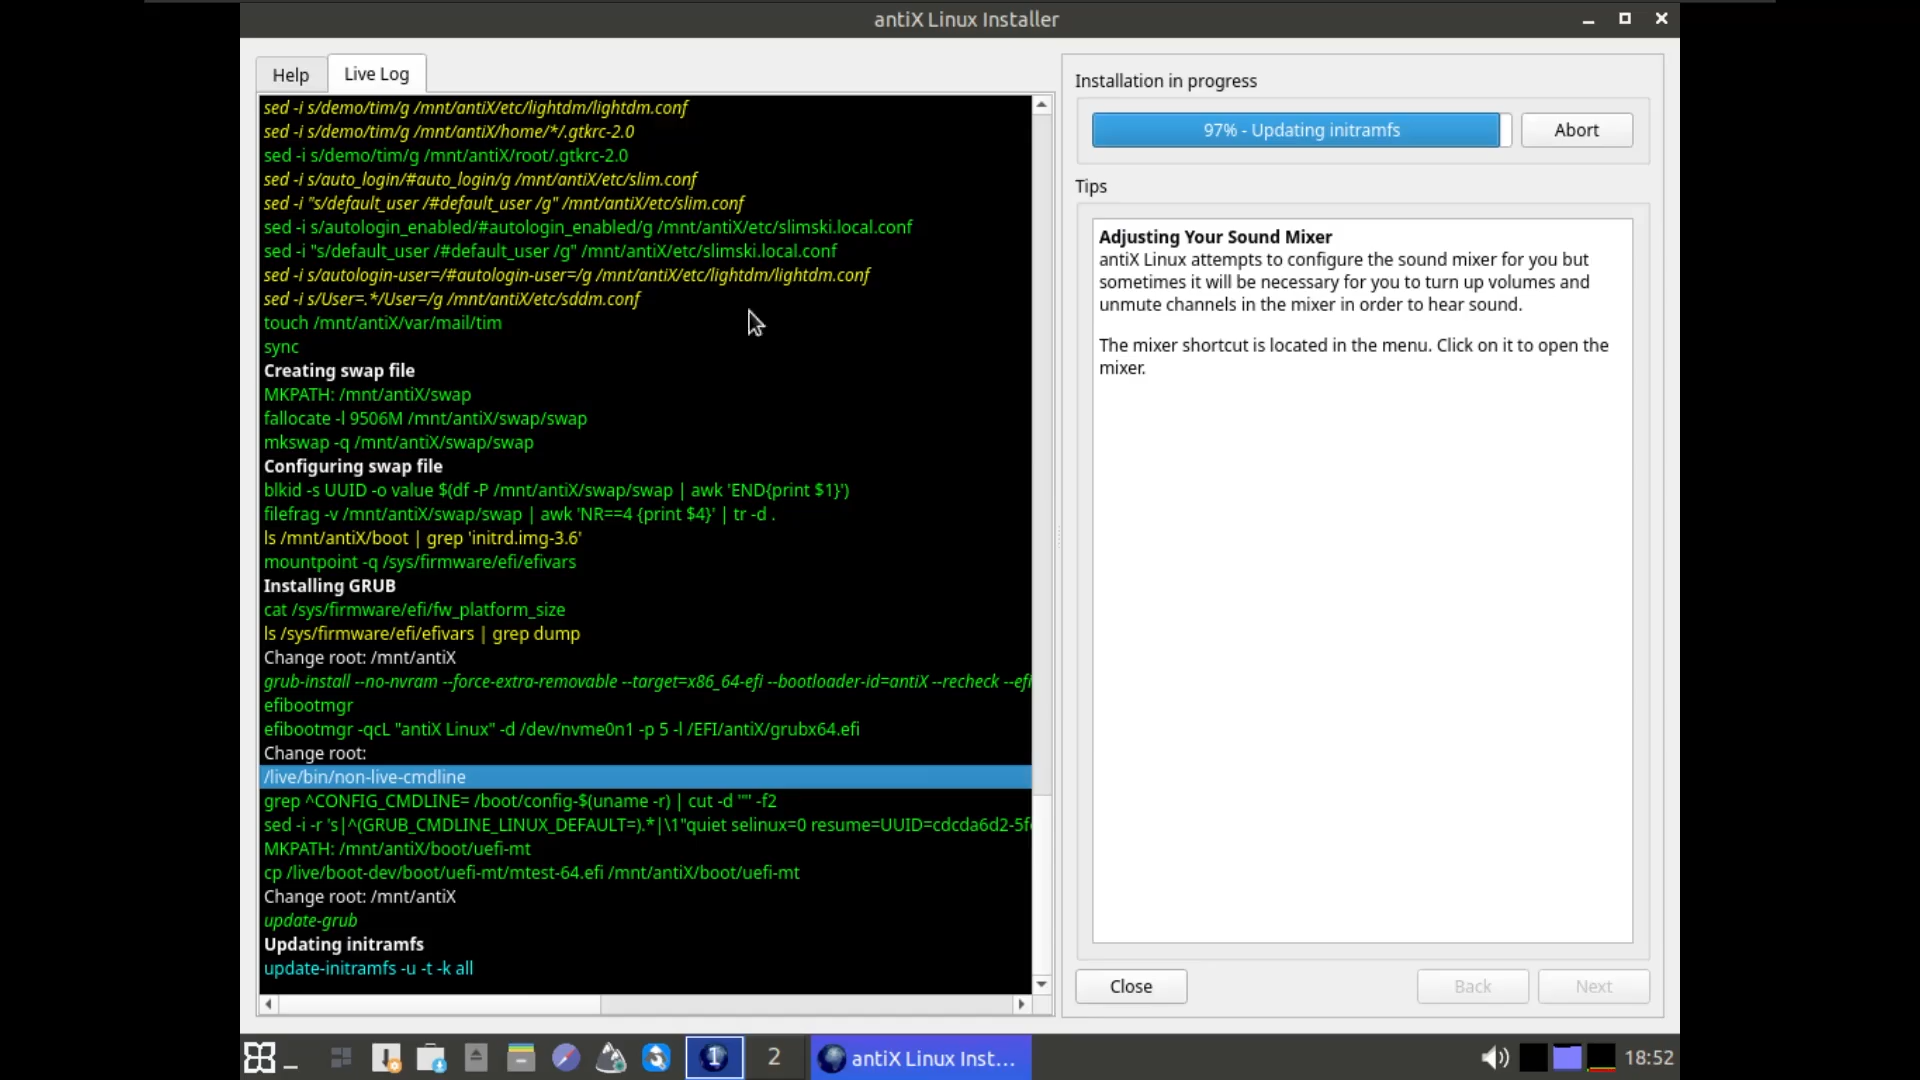 antiX Linux Installer
Help
Live Log
sed -i s/demo/tim/g /mnt/antiX/etc/lightdm/lightdm.conf
sed -i s/demo/tim/g /mnt/antiX/home/*/.gtkrc-2.0
sed -i s/demo/tim/g /mnt/antiX/root/.gtkrc-2.0
sed -i s/auto_login/#auto_login/g /mnt/antiX/etc/slim.conf
sed -i "s/default_user /#default_user /g" /mnt/antiX/etc/slim.conf
sed -i s/autologin_enabled/#autologin_enabled/g /mnt/antiX/etc/slimski.local.conf
sed -i "s/default_user /#default_user /g" /mnt/antiX/etc/slimski.local.conf
sed -i s/autologin-user=/#autologin-user=/g /mnt/antiX/etc/lightdm/lightdm.conf
sed -i s/User=.*/User=/g /mnt/antiX/etc/sddm.conf
touch /mnt/antiX/var/mail/tim
sync
Creating swap file
MKPATH: /mnt/antiX/swap
fallocate -l 9506M /mnt/antiX/swap/swap
mkswap -q /mnt/antiX/swap/swap
Configuring swap file
blkid -s UUID -o value $(df -P /mnt/antiX/swap/swap | awk 'END{print $1}')
filefrag -v /mnt/antiX/swap/swap | awk 'NR==4 {print $4}' | tr -d .
ls /mnt/antiX/boot | grep 'initrd.img-3.6'
mountpoint -q /sys/firmware/efi/efivars
Installing GRUB
cat /sys/firmware/efi/fw_platform_size
ls /sys/firmware/efi/efivars | grep dump
Change root: /mnt/antiX
grub-install --no-nvram --force-extra-removable --target=x86_64-efi --bootloader-id=antiX --recheck --efi
efibootmgr
efibootmgr -qcL "antiX Linux" -d /dev/nvme0n1 -p 5 -l /EFI/antiX/grubx64.efi
Change root:
/live/bin/non-live-cmdline
grep ^CONFIG_CMDLINE= /boot/config-$(uname -r) | cut -d '"' -f2
sed -i -r 's|^(GRUB_CMDLINE_LINUX_DEFAULT=).*|\1"quiet selinux=0 resume=UUID=cdcda6d2-5f
MKPATH: /mnt/antiX/boot/uefi-mt
cp /live/boot-dev/boot/uefi-mt/mtest-64.efi /mnt/antiX/boot/uefi-mt
Change root: /mnt/antiX
update-grub
Updating initramfs
update-initramfs -u -t -k all
Installation in progress
97% - Updating initramfs
Abort
Tips
Adjusting Your Sound Mixer
antiX Linux attempts to configure the sound mixer for you but
sometimes it will be necessary for you to turn up volumes and
unmute channels in the mixer in order to hear sound.
The mixer shortcut is located in the menu. Click on it to open the
mixer.
Close
Back
Next
1
2
antiX Linux Inst...
18:52